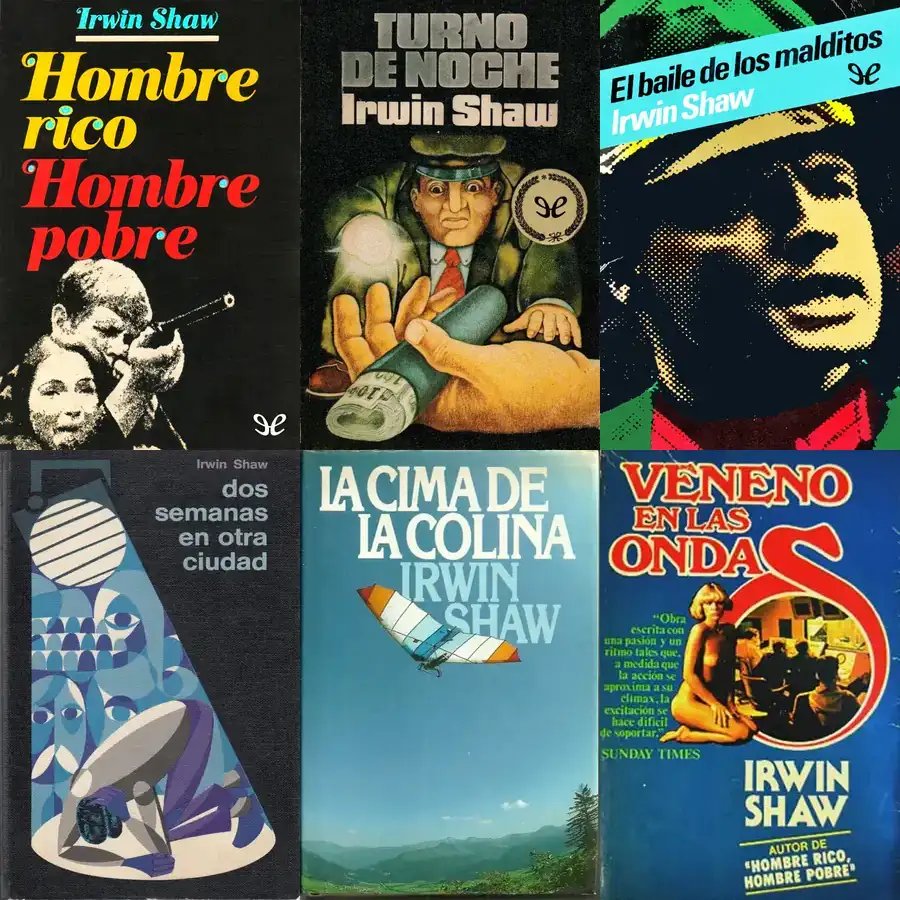 Irwin Shaw
Hombre
rico
Hombre
pobre
TURNO
DE NOCHE
Irwin Shaw
El baile de los malditos
Irwin Shaw
Irwin Shaw
dos
semanas
en otra
ciudad
LA CIMA DE
LA COLINA
IRWIN
SHAW
VENENO
EN LAS
ONDAS
"Obra
escrita con
una pasión y un
ritmo tales que,
a medida que
la acción se
aproxima a su
clímax, la
excitación se
hace difícil
de soportar."
SUNDAY TIMES
IRWIN
SHAW
AUTOR DE
"HOMBRE RICO,
HOMBRE POBRE"